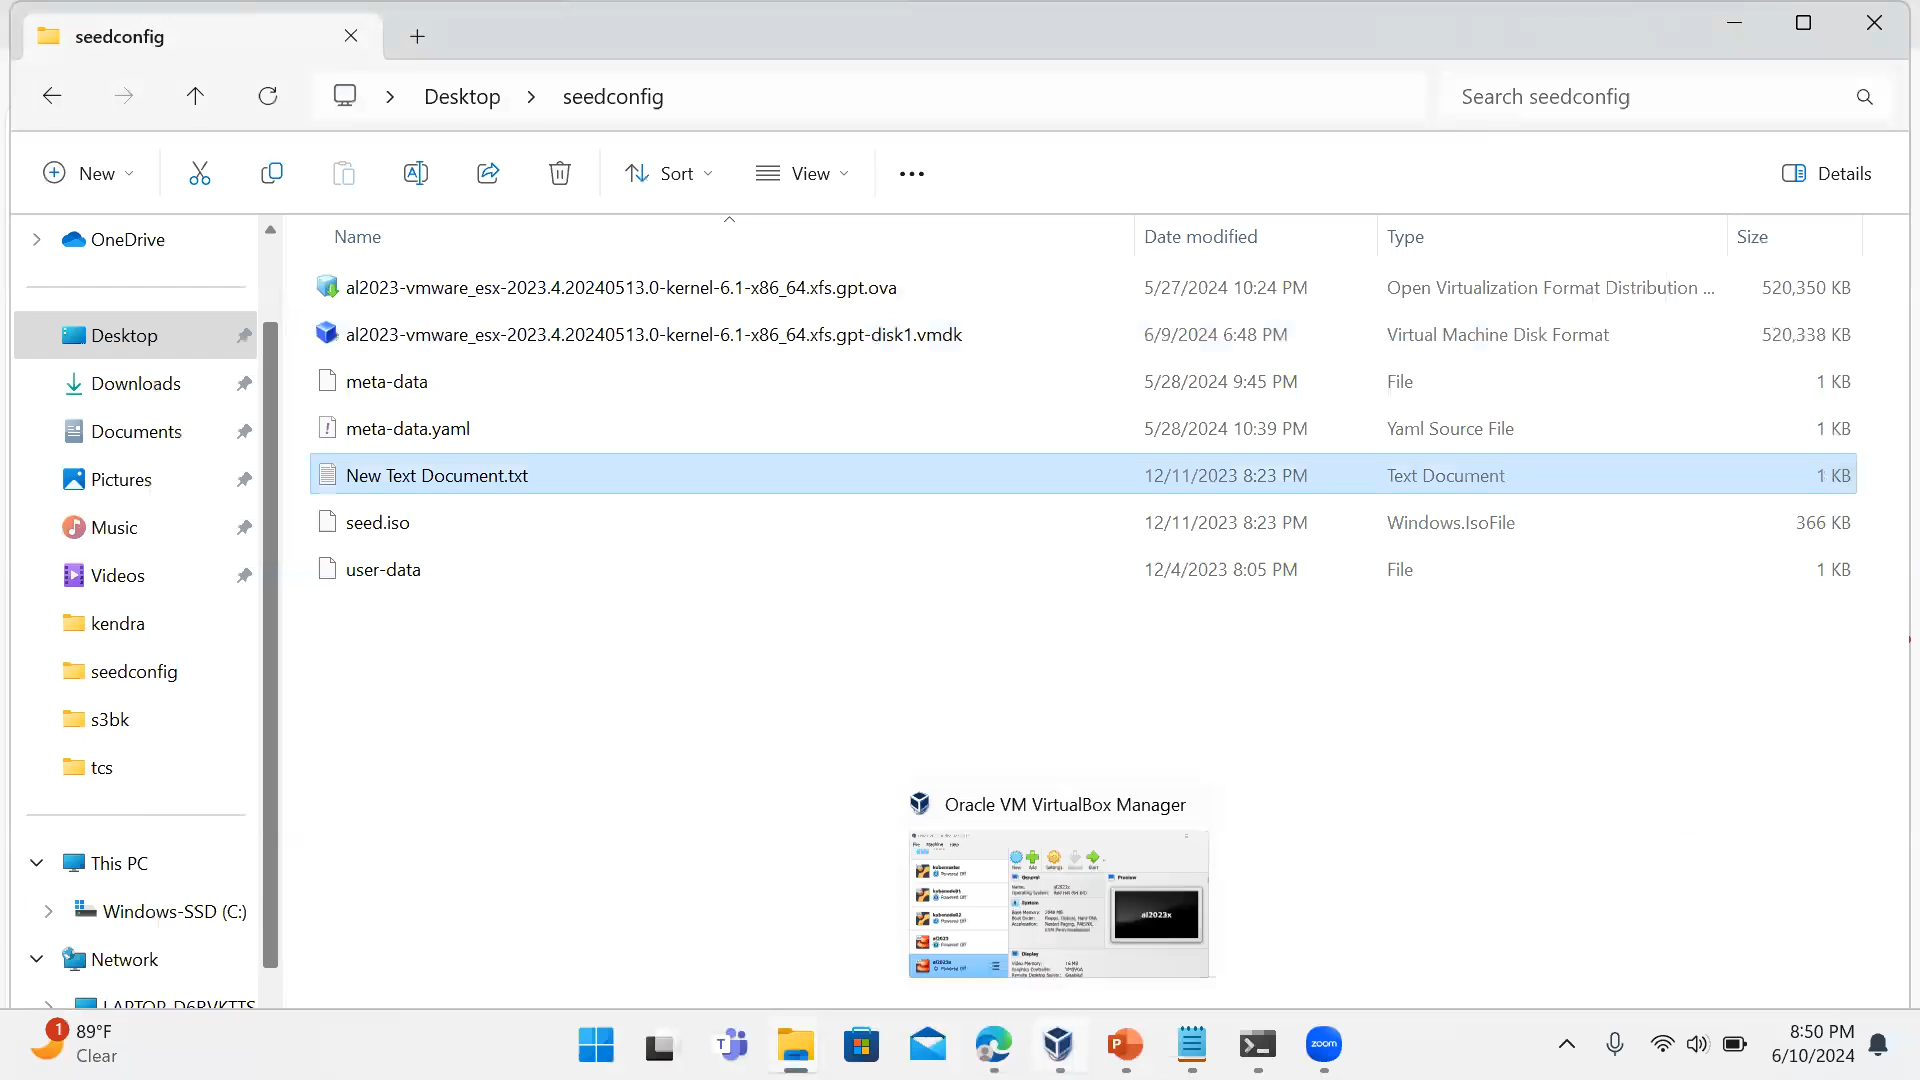 seedconfig
Desktop
seedconfig
Search seedconfig
New
Sort
View
Details
OneDrive
Name
Date modified
Type
Size
al2023-vmware_esx-2023.4.20240513.0-kernel-6.1-x86_64.xfs.gpt.ova
5/27/2024 10:24 PM
Open Virtualization Format Distribution ...
520,350 KB
Desktop
al2023-vmware_esx-2023.4.20240513.0-kernel-6.1-x86_64.xfs.gpt-disk1.vmdk
6/9/2024 6:48 PM
Virtual Machine Disk Format
520,338 KB
Downloads
meta-data
5/28/2024 9:45 PM
File
1 KB
Documents
meta-data.yaml
5/28/2024 10:39 PM
Yaml Source File
1 KB
Pictures
New Text Document.txt
12/11/2023 8:23 PM
Text Document
1 KB
Music
seed.iso
12/11/2023 8:23 PM
Windows.IsoFile
366 KB
Videos
user-data
12/4/2023 8:05 PM
File
1 KB
kendra
seedconfig
s3bk
tcs
This PC
Windows-SSD (C:)
Network
Oracle VM VirtualBox Manager
General
Preview
System
Display
al2023x
1
89°F
Clear
zoom
8:50 PM
6/10/2024